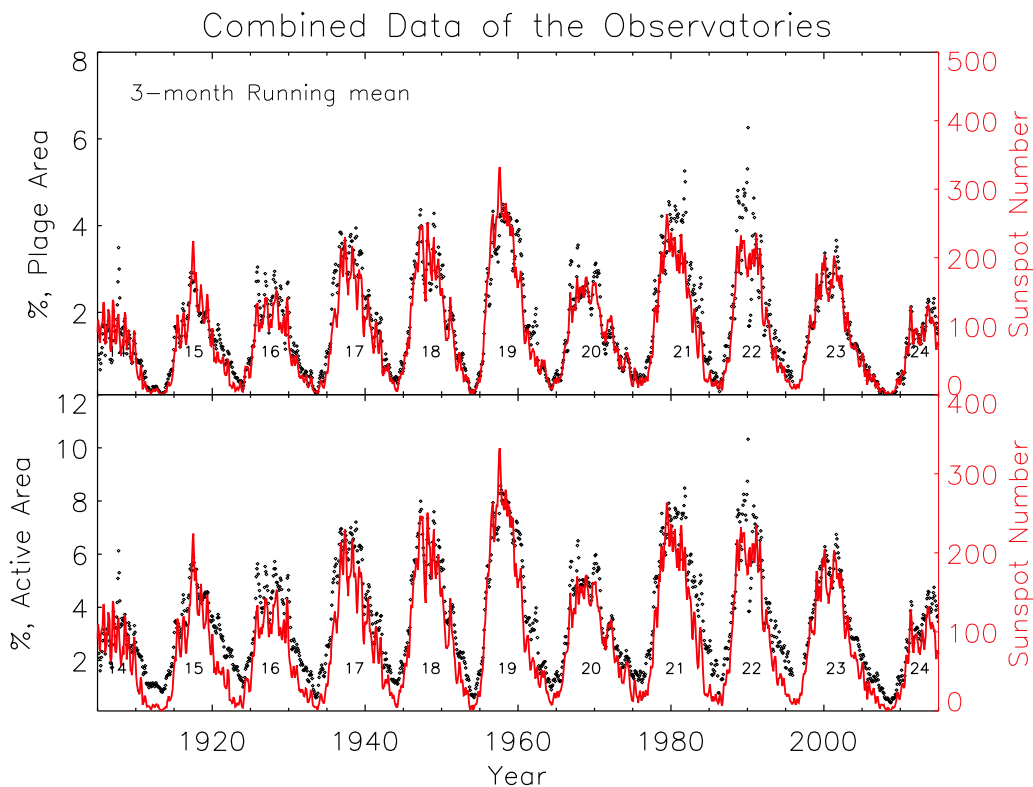 Combined Data of the Observatories
3-month Running mean
%, Plage Area
8
6
4
2
500
400
300
200
100
0
Sunspot Number
14 15 16 17 18 19 20 21 22 23 24
%, Active Area
12
10
8
6
4
2
400
300
200
100
0
Sunspot Number
14 15 16 17 18 19 20 21 22 23 24
1920 1940 1960 1980 2000
Year